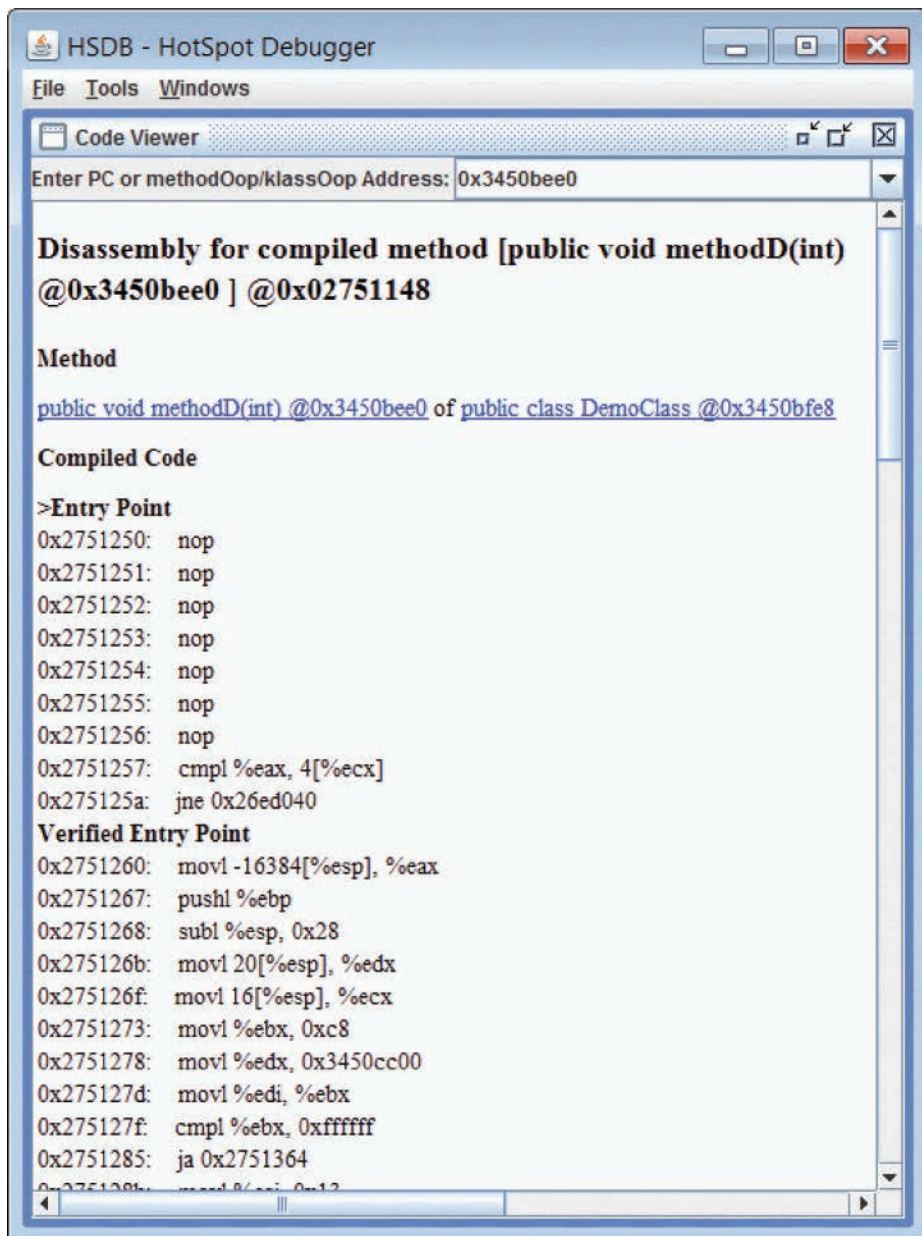 HSDB - HotSpot Debugger
File Tools Windows
Code Viewer
Enter PC or methodOop/klassOop Address: 0x3450bee0
Disassembly for compiled method [public void methodD(int)
@0x3450bee0 ] @0x02751148
Method
public void methodD(int) @0x3450bee0 of public class DemoClass @0x3450bfe8
Compiled Code
>Entry Point
0x2751250: nop
0x2751251: nop
0x2751252: nop
0x2751253: nop
0x2751254: nop
0x2751255: nop
0x2751256: nop
0x2751257: cmpl %eax, 4[%ecx]
0x275125a: jne 0x26ed040
Verified Entry Point
0x2751260: movl -16384[%esp], %eax
0x2751267: pushl %ebp
0x2751268: subl %esp, 0x28
0x275126b: movl 20[%esp], %edx
0x275126f: movl 16[%esp], %ecx
0x2751273: movl %ebx, 0xc8
0x2751278: movl %edx, 0x3450cc00
0x275127d: movl %edi, %ebx
0x275127f: cmpl %ebx, 0xffffff
0x2751285: ja 0x2751364